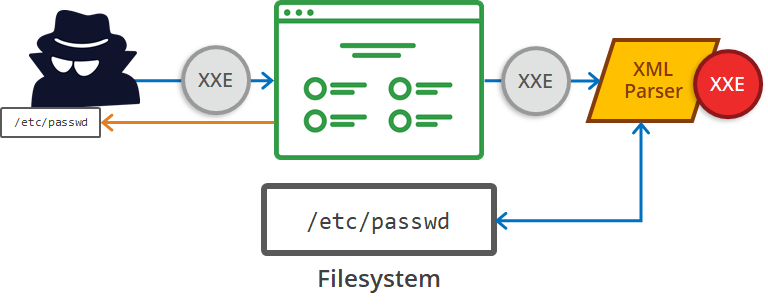 XXE
XXE
XML
Parser
XXE
/etc/passwd
/etc/passwd
Filesystem